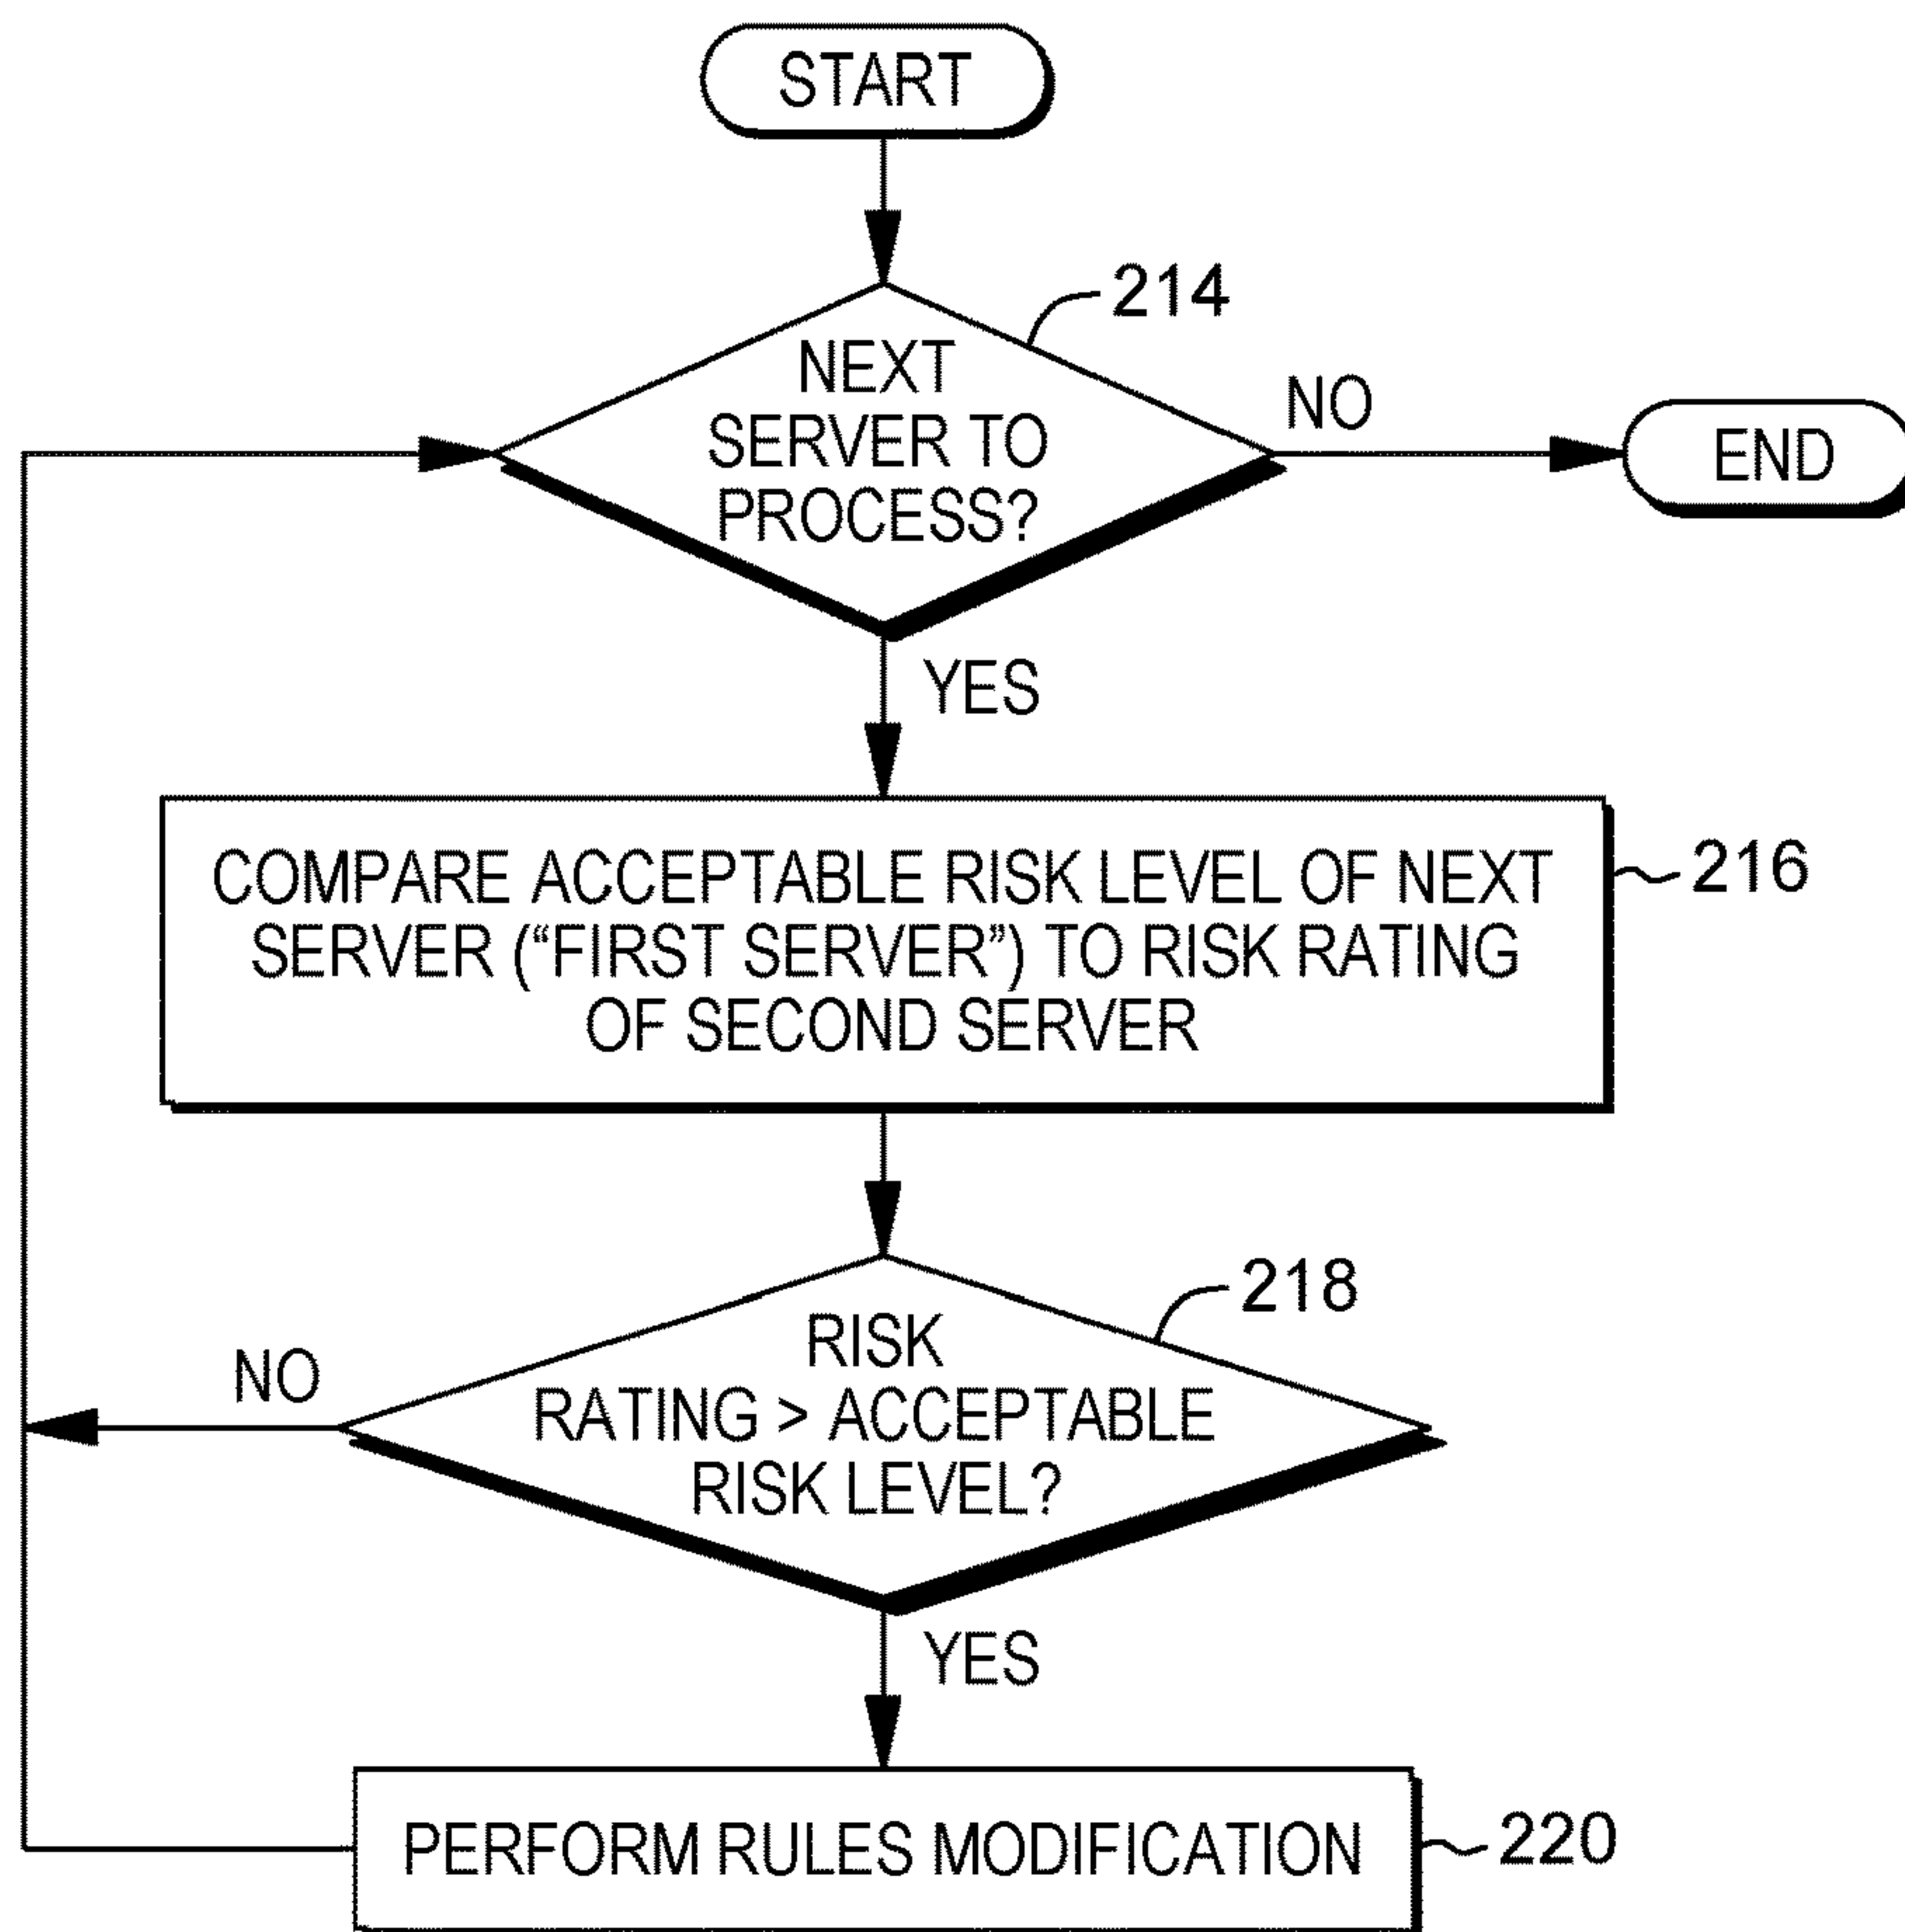 START
214
NEXT
SERVER TO
PROCESS?
NO
END
YES
COMPARE ACCEPTABLE RISK LEVEL OF NEXT
SERVER (“FIRST SERVER”) TO RISK RATING
OF SECOND SERVER
216
218
RISK
RATING > ACCEPTABLE
RISK LEVEL?
NO
YES
PERFORM RULES MODIFICATION
220